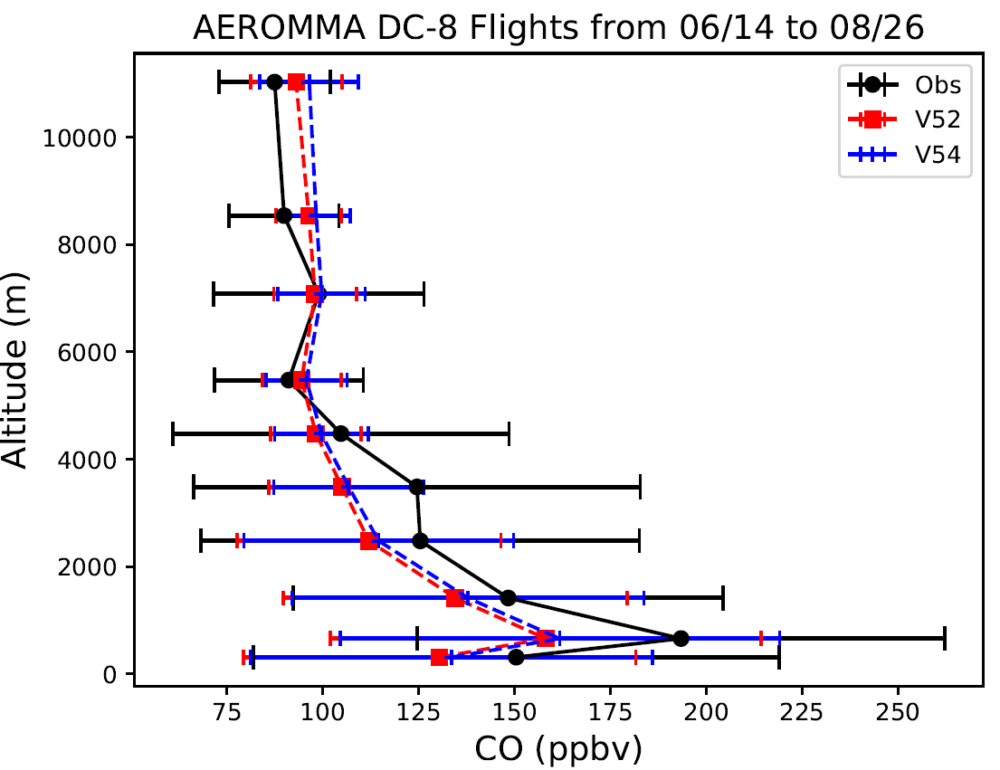 AEROMMA DC-8 Flights from 06/14 to 08/26
Obs
V52
V54
Altitude (m)
10000
8000
6000
4000
2000
0
75 100 125 150 175 200 225 250
CO (ppbv)